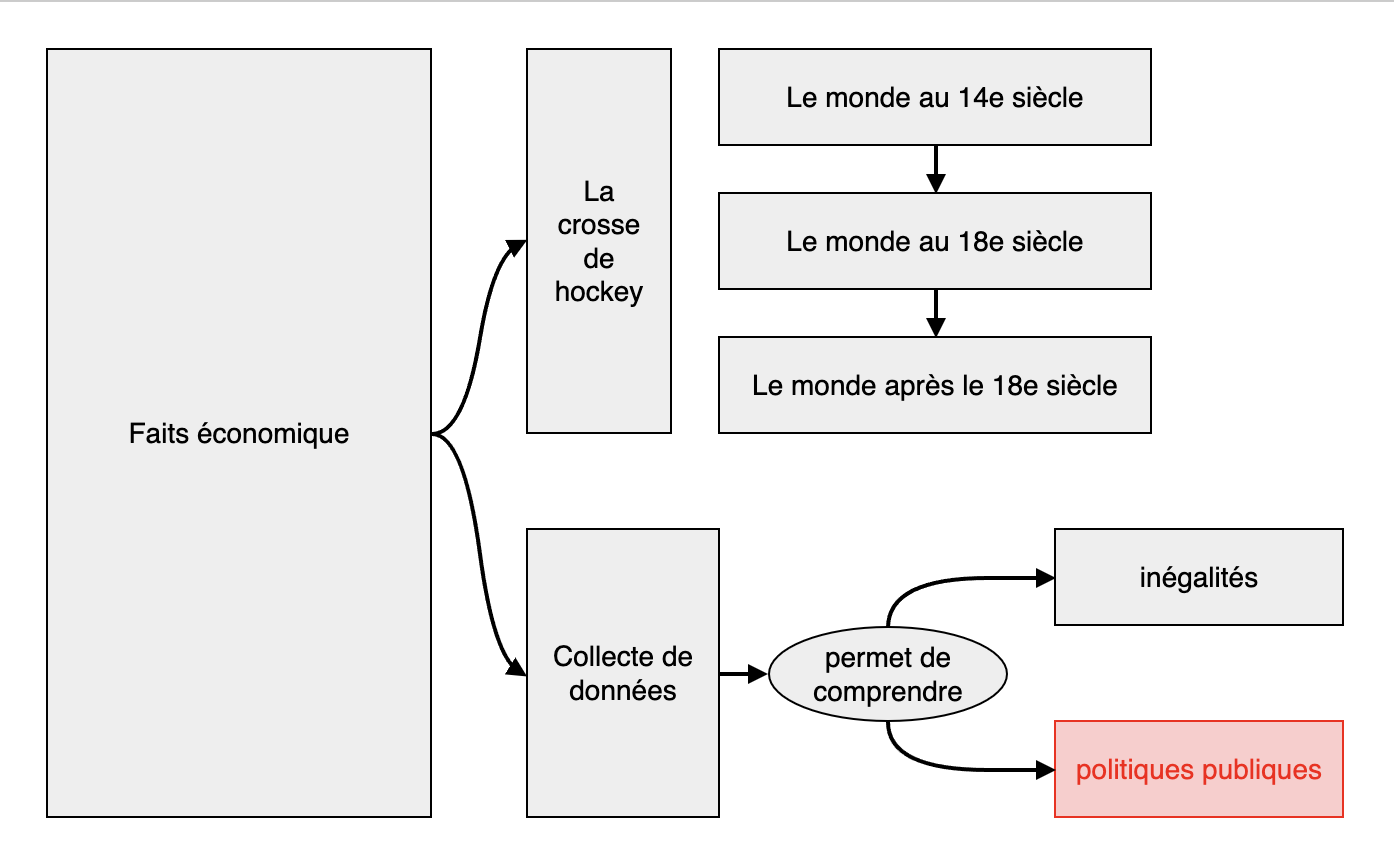 Faits économique
La
crosse
de
hockey
Le monde au 14e siècle
Le monde au 18e siècle
Le monde après le 18e siècle
Collecte de
données
permet de
comprendre
inégalités
politiques publiques